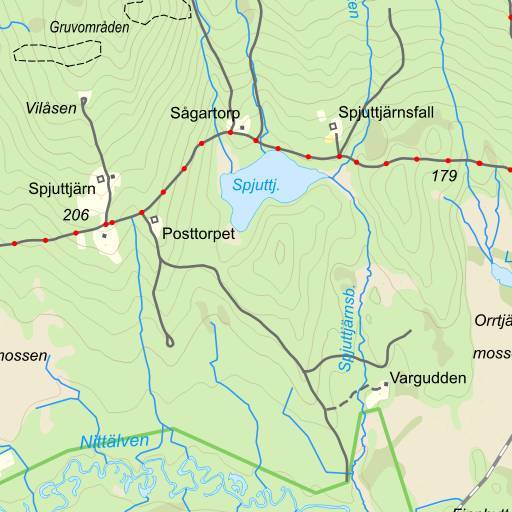 Gruvområden
Vilåsen
Sågartorp
Spjuttjärnsfall
Spjuttjärn
Spjuttj.
179
206
Posttorpet
Spjuttjärnsb.
Orrtjä
mossen
mosse
Vargudden
Nittälven